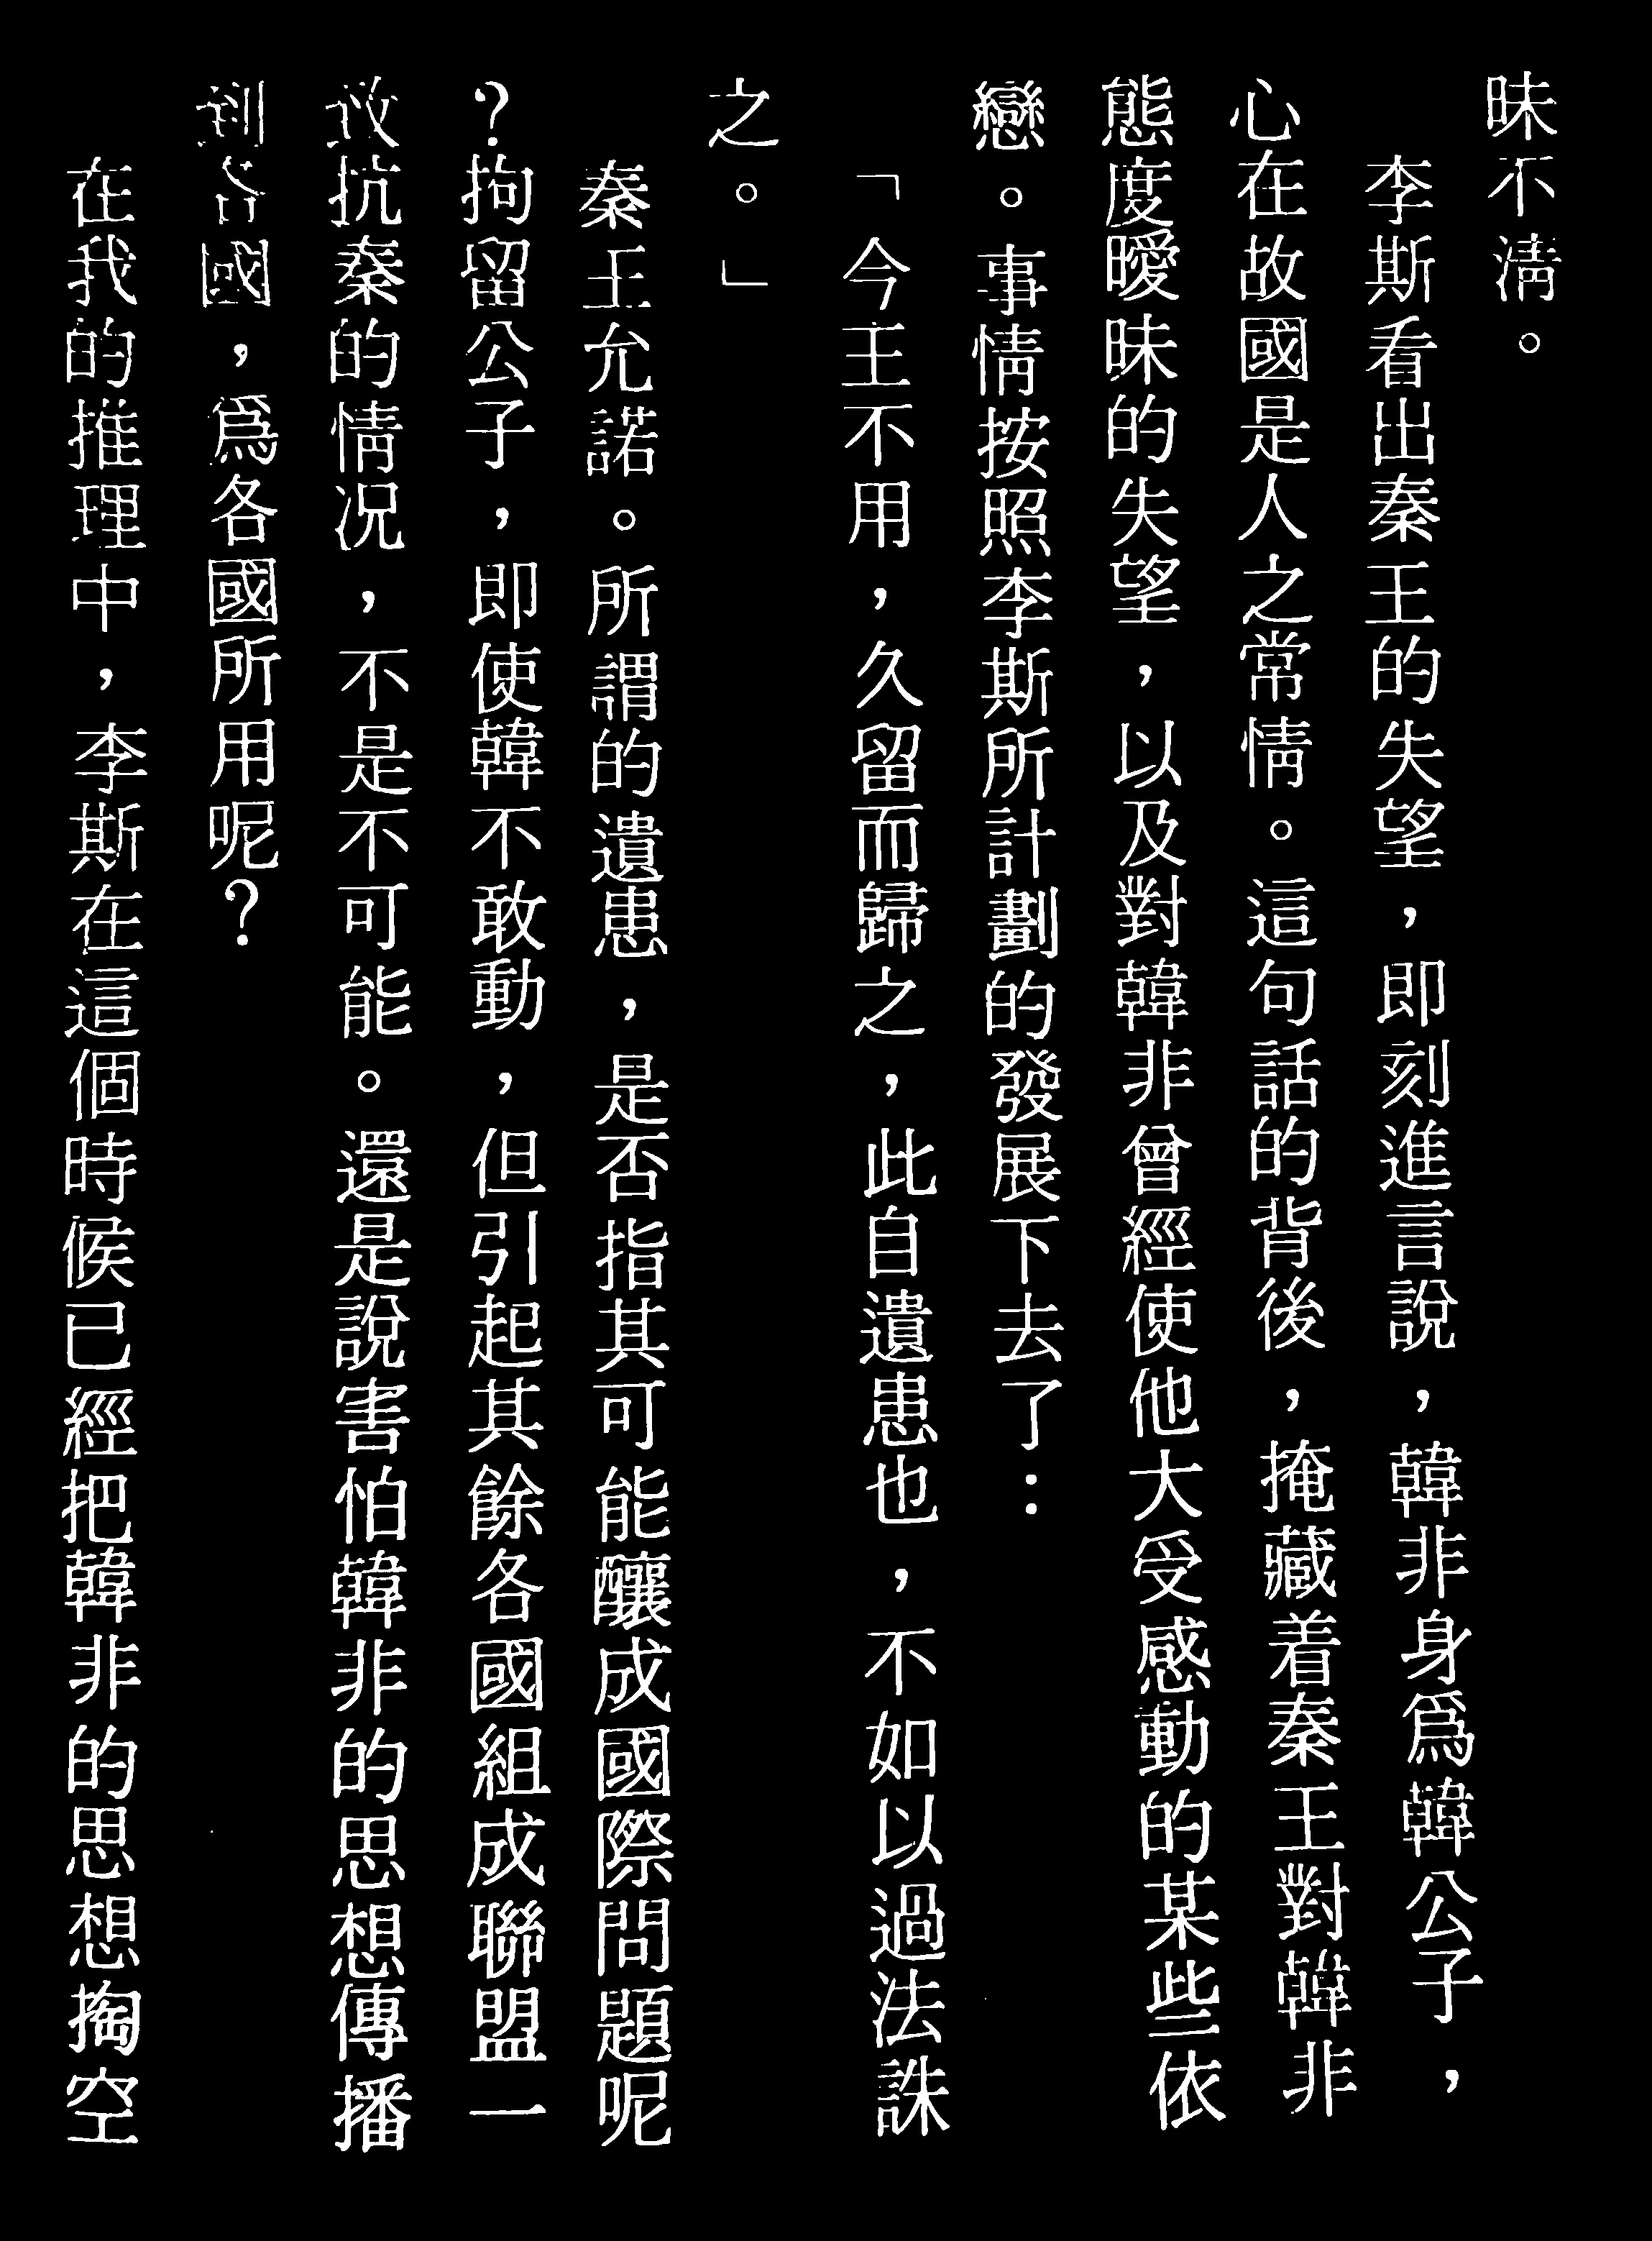 昧不淸。
李斯看出秦王的失望，即刻進言說，韓非身爲韓公子，
心在故國是人之常情。這句話的背後，掩藏着秦王對韓非
態度曖昧的失望，以及對韓非曾經使他大受感動的某些依
戀。事情按照李斯所計劃的發展下去了：
「今王不用，久留而歸之，此自遺患也，不如以過法誅
之。」
秦王允諾。所謂的遺患，是否指其可能釀成國際問題呢
？拘留公子，即使韓不敢動，但引起其餘各國組成聯盟一
致抗秦的情況，不是不可能。還是說害怕韓非的思想傳播
到各國，爲各國所用呢？
在我的推理中，李斯在這個時候已經把韓非的思想掏空